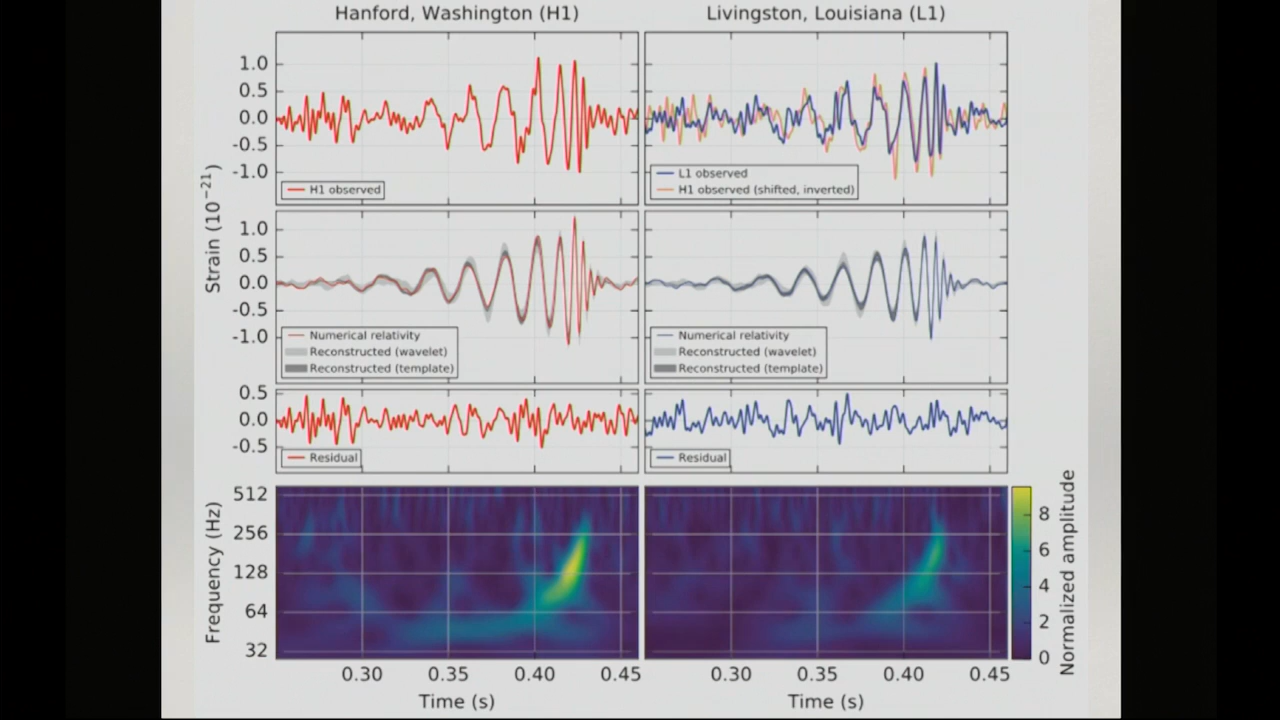 Hanford, Washington (H1)
Livingston, Louisiana (L1)
1.0
0.5
0.0
-0.5
-1.0
H1 observed
L1 observed
H1 observed (shifted, inverted)
Strain (10⁻²¹)
1.0
0.5
0.0
-0.5
-1.0
Numerical relativity
Reconstructed (wavelet)
Reconstructed (template)
Numerical relativity
Reconstructed (wavelet)
Reconstructed (template)
0.5
0.0
-0.5
Residual
Residual
Frequency (Hz)
512
256
128
64
32
8
6
4
2
0
Normalized amplitude
0.30 0.35 0.40 0.45
0.30 0.35 0.40 0.45
Time (s)
Time (s)